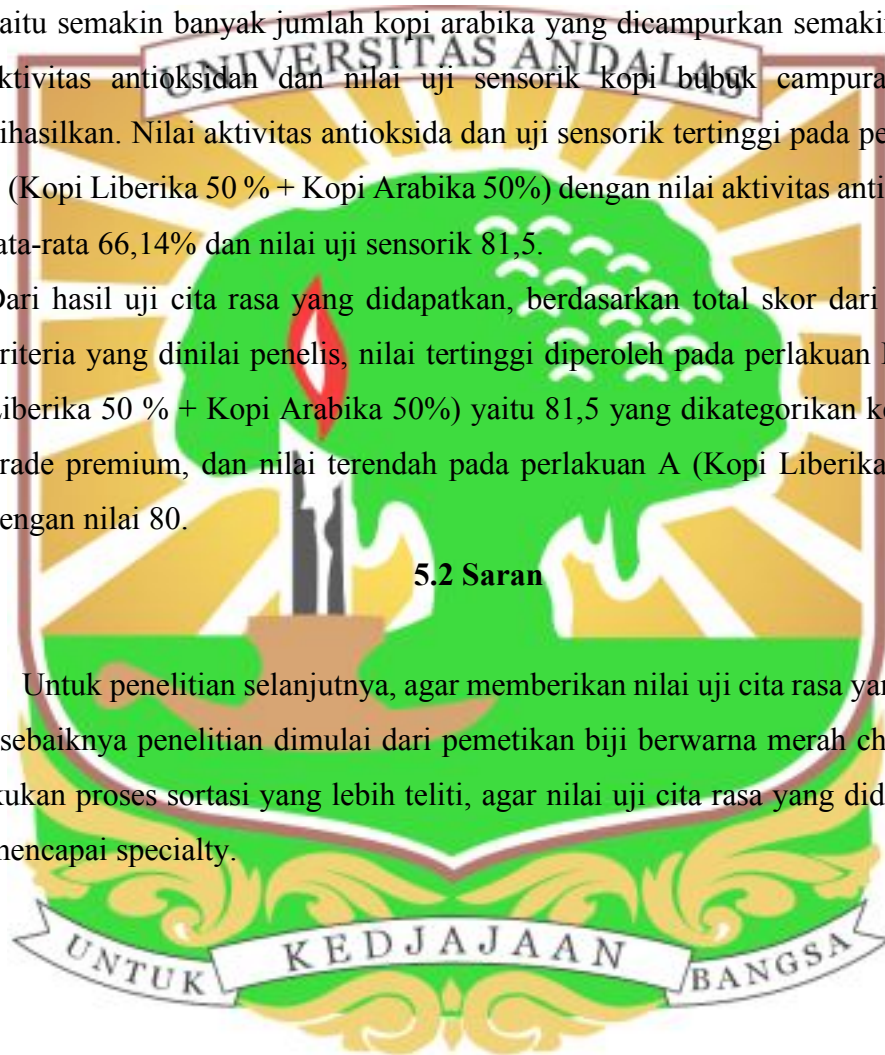 aitu semakin banyak jumlah kopi arabika yang dicampurkan semakin
UNIVERSITAS ANDALAS
ktivitas antioksidan dan nilai uji sensorik kopi bubuk campura
ihasilkan. Nilai aktivitas antioksida dan uji sensorik tertinggi pada pe
(Kopi Liberika 50 % + Kopi Arabika 50%) dengan nilai aktivitas anti
ata-rata 66,14% dan nilai uji sensorik 81,5.
Dari hasil uji cita rasa yang didapatkan, berdasarkan total skor dari
riteria yang dinilai penelis, nilai tertinggi diperoleh pada perlakuan
iberika 50 % + Kopi Arabika 50%) yaitu 81,5 yang dikategorikan k
rade premium, dan nilai terendah pada perlakuan A (Kopi Liberika
engan nilai 80.
5.2 Saran
Untuk penelitian selanjutnya, agar memberikan nilai uji cita rasa yan
sebaiknya penelitian dimulai dari pemetikan biji berwarna merah ch
kukan proses sortasi yang lebih teliti, agar nilai uji cita rasa yang did
mencapai specialty.
UNTUK KEDJAJAAN BANGSA